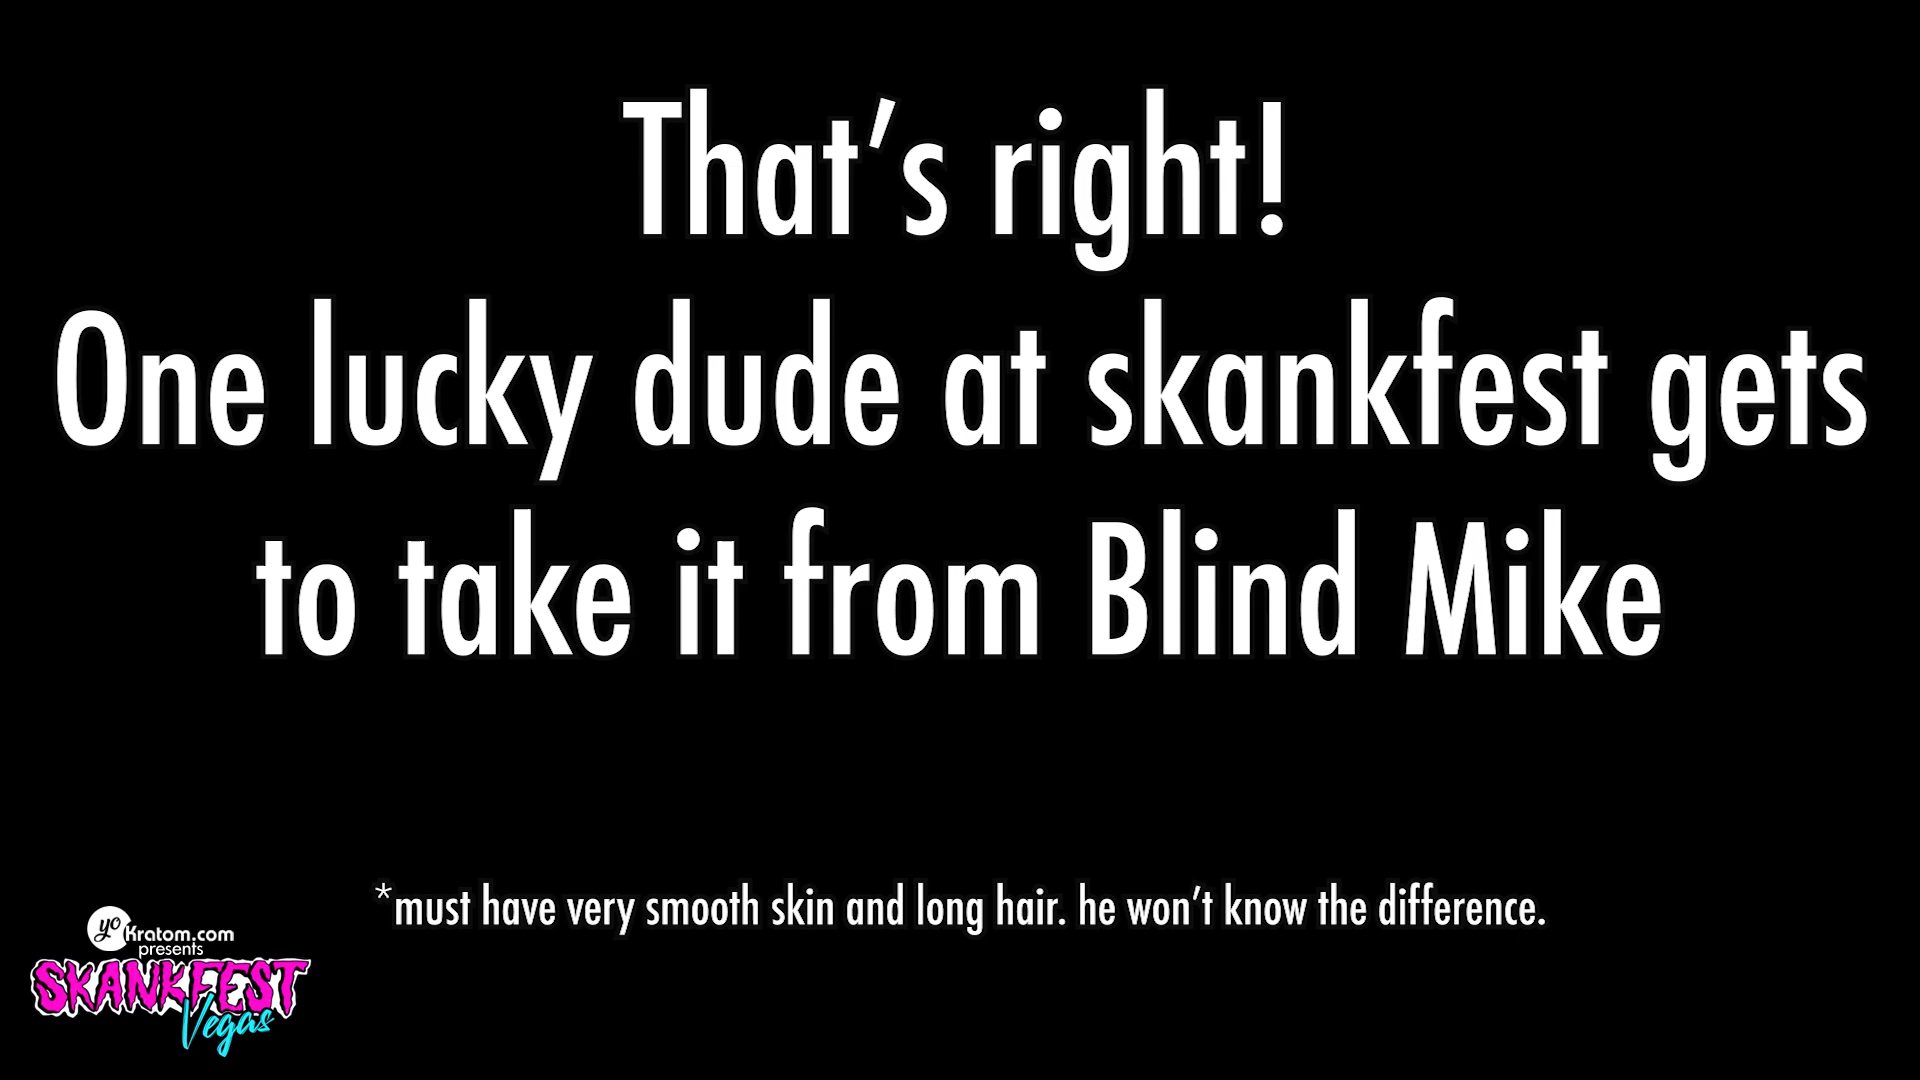 That’s right!
One lucky dude at skankfest gets
to take it from Blind Mike
*must have very smooth skin and long hair. he won’t know the difference.
yo
Kratom.com
presents
SKANKFEST
Vegas